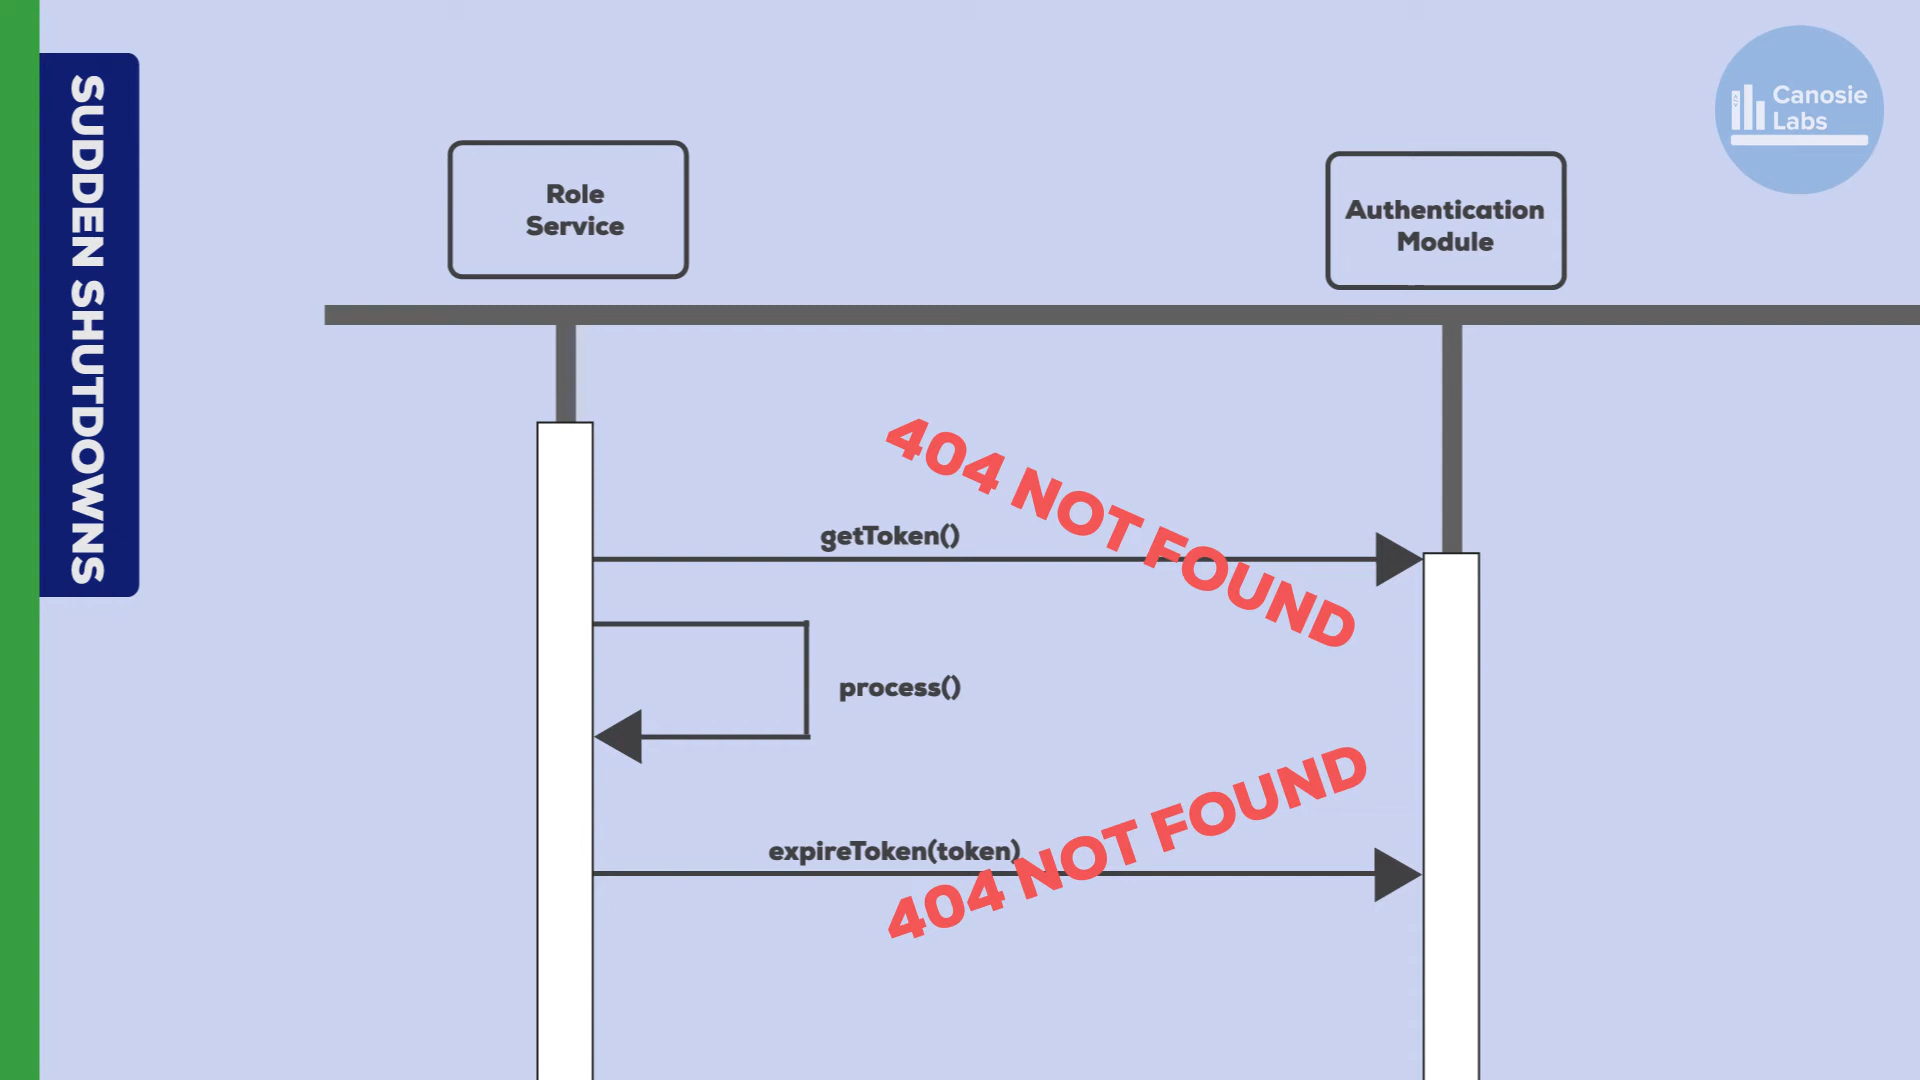 SUDDEN SHUTDOWNS
Canosie
Labs
Role
Service
Authentication
Module
404 NOT FOUND
getToken()
process()
404 NOT FOUND
expireToken(token)